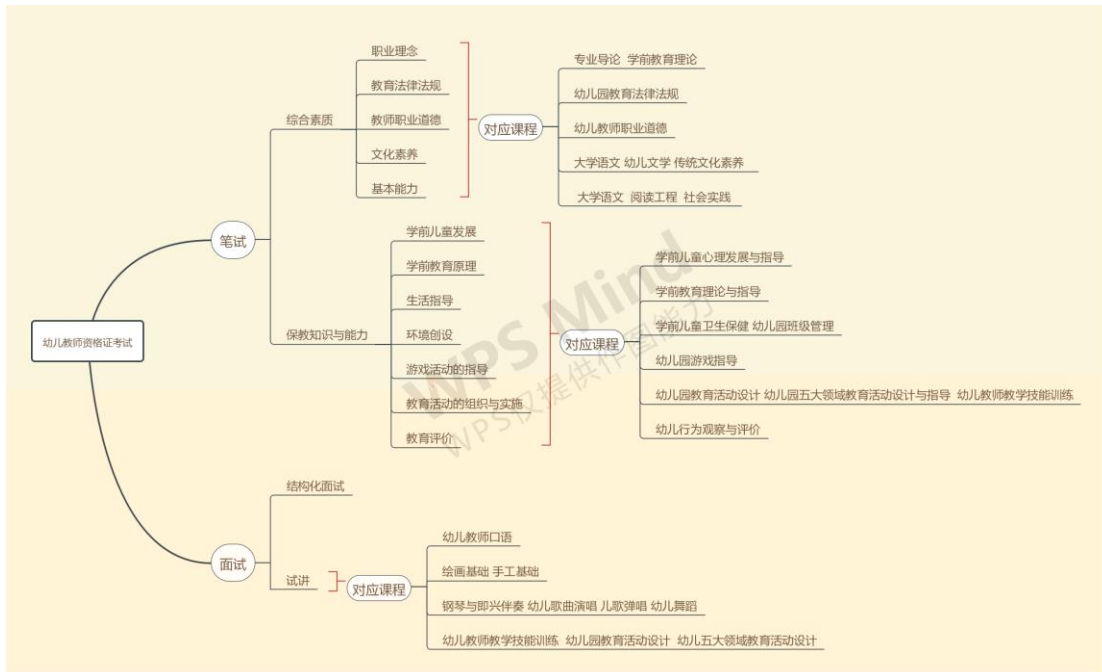 幼儿教师资格证考试
笔试
综合素质
职业理念
教育法律法规
教师职业道德
文化素养
基本能力
对应课程
专业导论 学前教育理论
幼儿园教育法律法规
幼儿教师职业道德
大学语文 幼儿文学 传统文化素养
大学语文 阅读工程 社会实践
保教知识与能力
学前儿童发展
学前教育原理
生活指导
环境创设
游戏活动的指导
教育活动的组织与实施
教育评价
对应课程
学前儿童心理发展与指导
学前教育理论与指导
学前儿童卫生保健 幼儿园班级管理
幼儿园游戏指导
幼儿园教育活动设计 幼儿园五大领域教育活动设计与指导 幼儿教师教学技能训练
幼儿行为观察与评价
面试
结构化面试
试讲
对应课程
幼儿教师口语
绘画基础 手工基础
钢琴与即兴伴奏 幼儿歌曲演唱 儿歌弹唱 幼儿舞蹈
幼儿教师教学技能训练 幼儿园教育活动设计 幼儿五大领域教育活动设计
WPS Mind
WPS仅提供作图能力